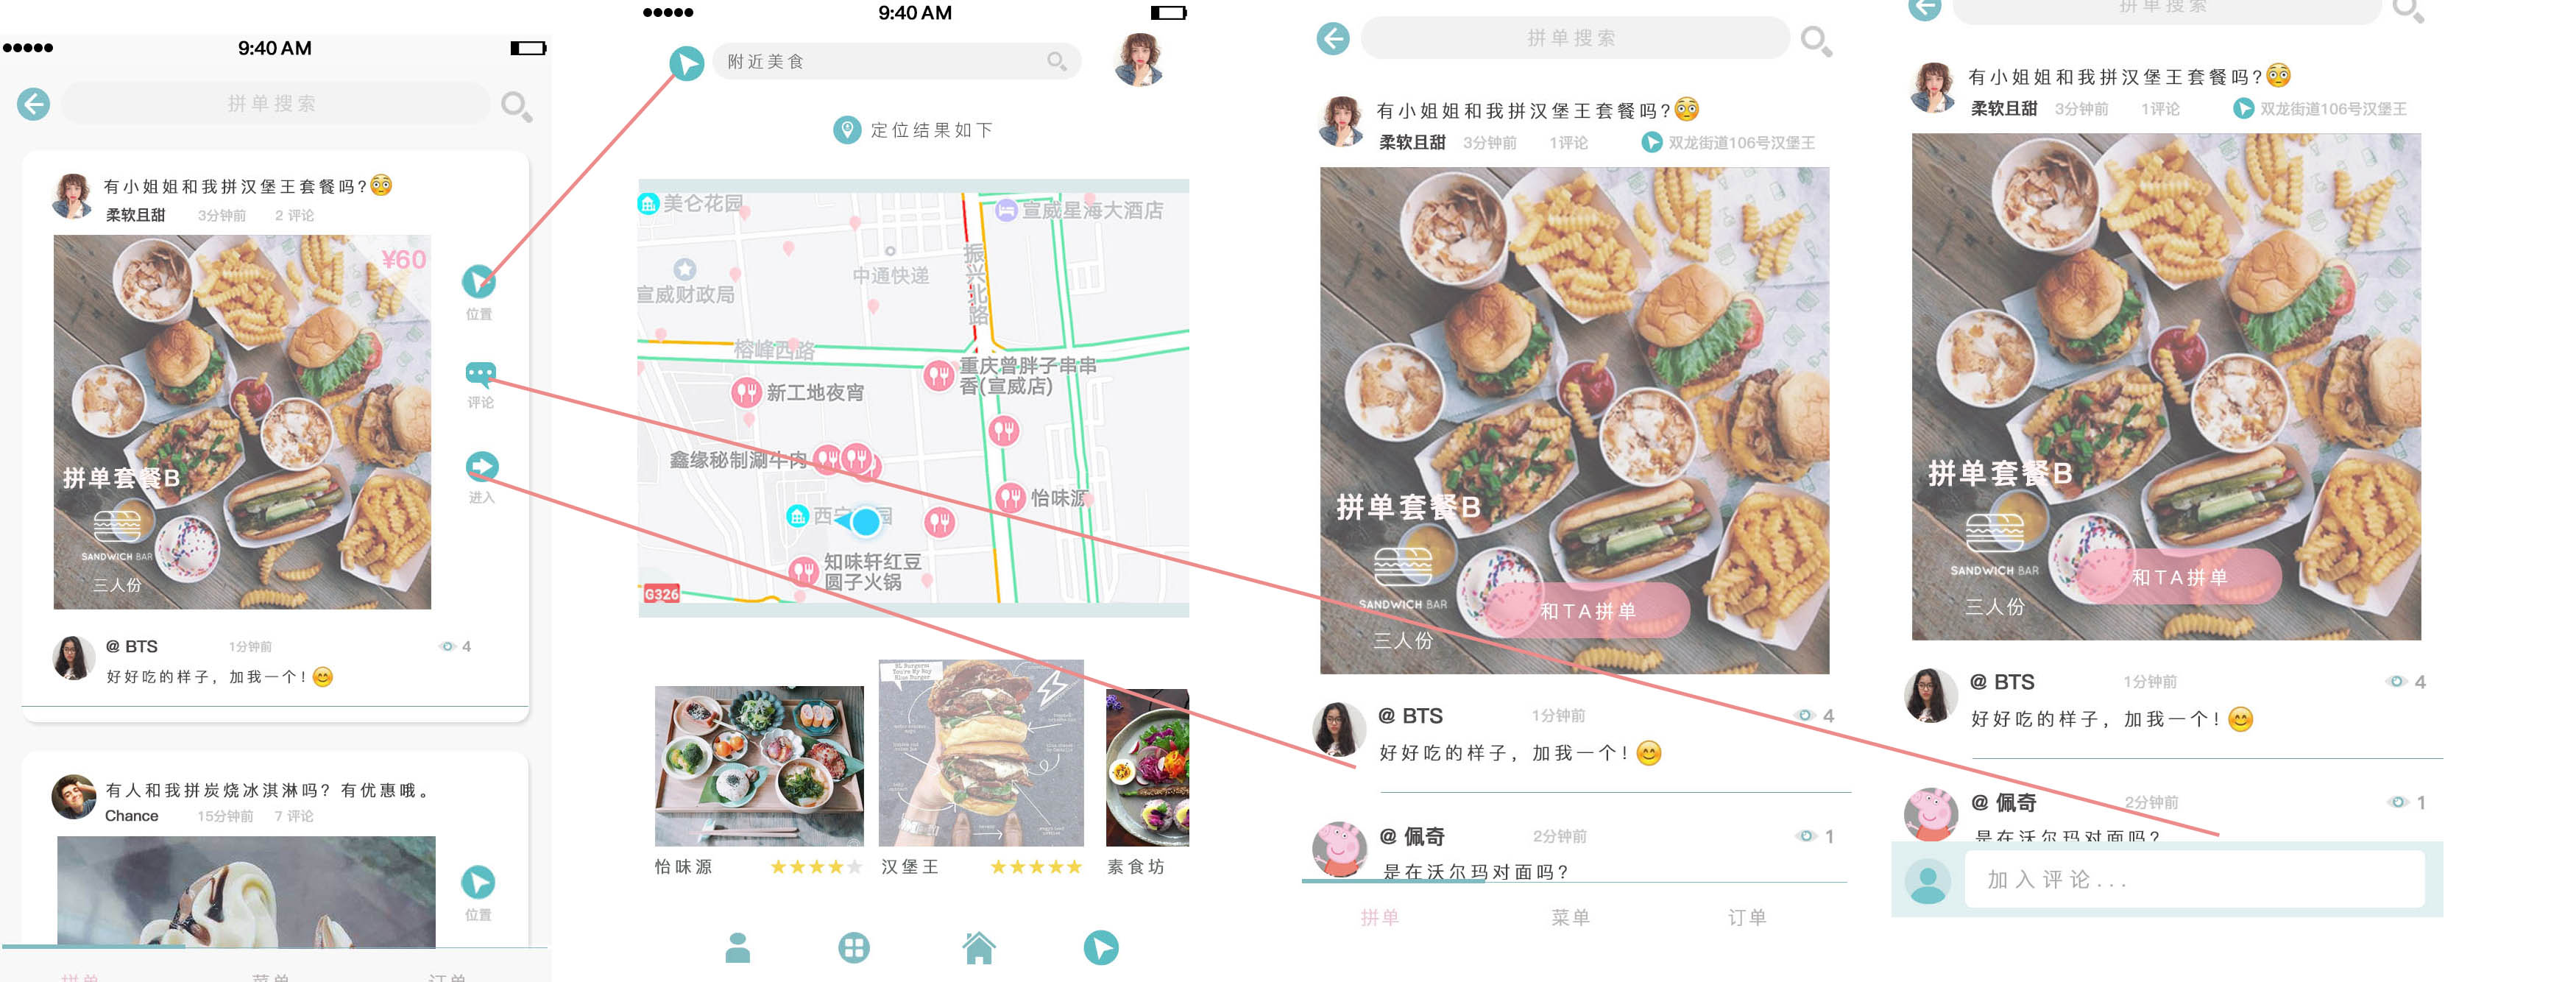 9:40 AM
拼单搜索
有小姐姐和我拼汉堡王套餐吗?😳
柔软且甜 3分钟前 2 评论
¥60
位置
评论
进入
拼单套餐B
SANDWICH BAR
三人份
@ BTS 1分钟前 4
好好吃的样子，加我一个!😊
有人和我拼炭烧冰淇淋吗? 有优惠哦。
Chance 15分钟前 7 评论
位置
拼单 菜单 订单
9:40 AM
附近美食
定位结果如下
美仑花园
宣威星海大酒店
振兴北路
中通快递
宣威财政局
榕峰西路
重庆曾胖子串串
香(宣威店)
新工地夜宵
鑫缘秘制涮牛肉
怡味源
知味轩红豆
圆子火锅
G326
怡味源 汉堡王 素食坊
拼单搜索
有小姐姐和我拼汉堡王套餐吗?😳
柔软且甜 3分钟前 1评论 双龙街道106号汉堡王
拼单套餐B
SANDWICH BAR
和TA拼单
三人份
@ BTS 1分钟前 4
好好吃的样子，加我一个!😊
@ 佩奇 2分钟前 1
是在沃尔玛对面吗?
拼单 菜单 订单
拼单搜索
有小姐姐和我拼汉堡王套餐吗?😳
柔软且甜 3分钟前 1评论 双龙街道106号汉堡王
拼单套餐B
SANDWICH BAR
和TA拼单
三人份
@ BTS 1分钟前 4
好好吃的样子，加我一个!😊
@ 佩奇 2分钟前 1
是在沃尔玛对面吗?
加入评论...